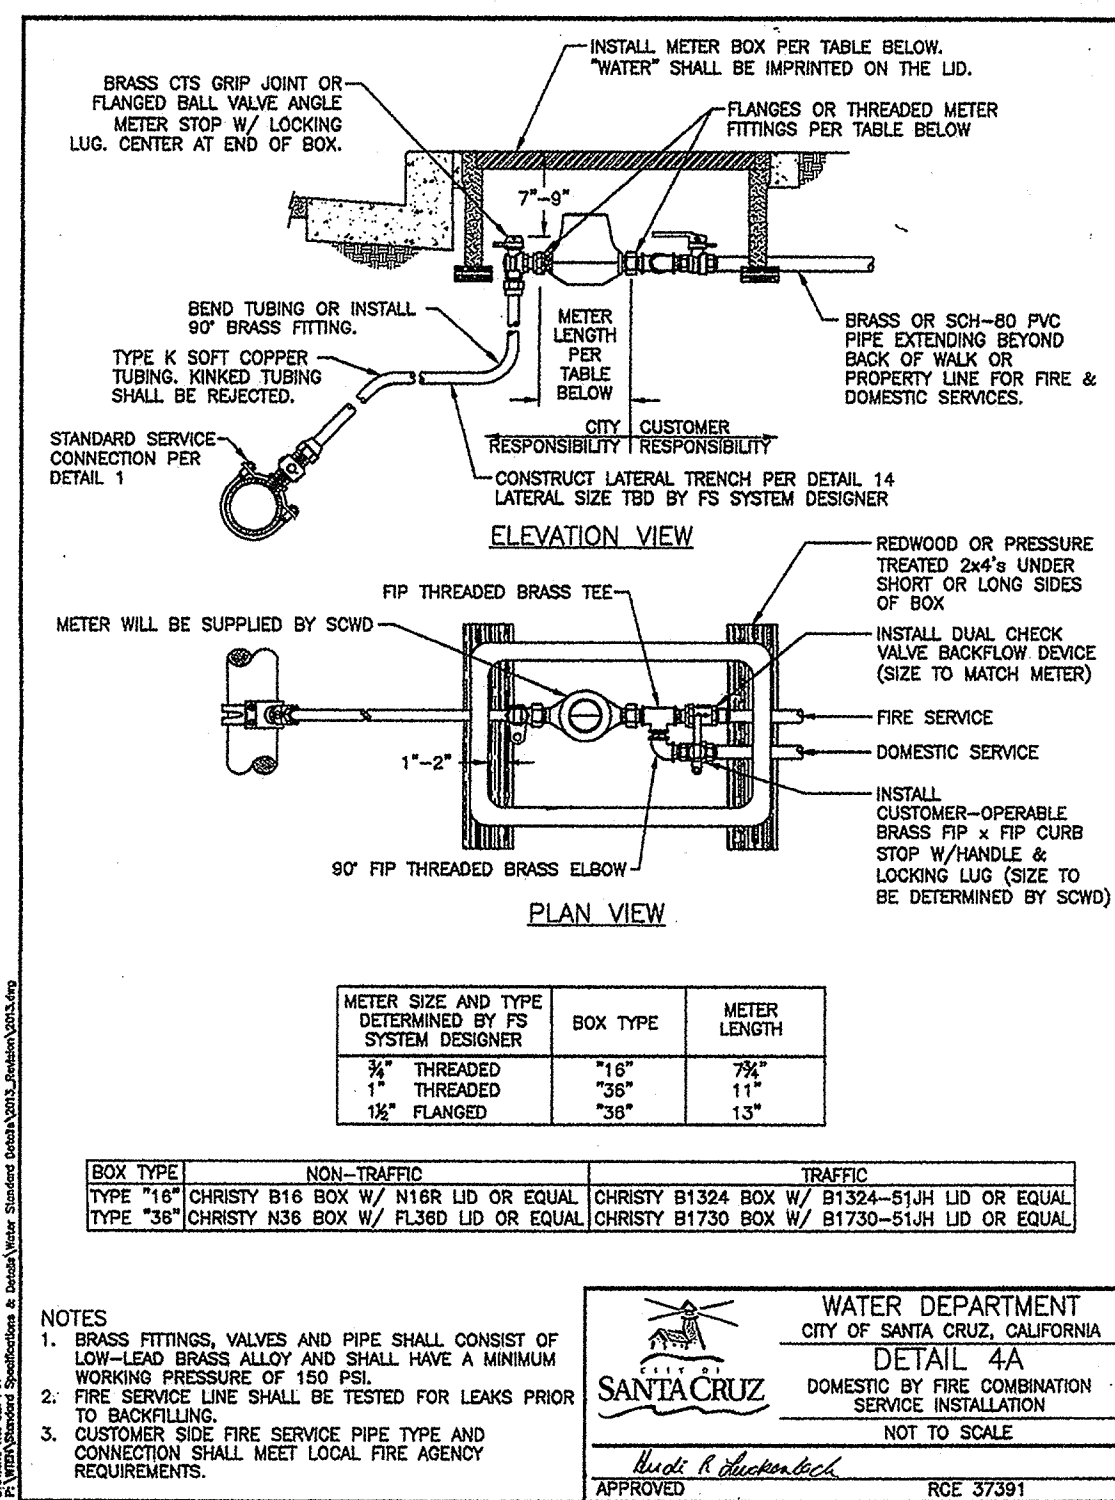 INSTALL METER BOX PER TABLE BELOW.
"WATER" SHALL BE IMPRINTED ON THE LID.
BRASS CTS GRIP JOINT OR
FLANGED BALL VALVE ANGLE
METER STOP W/ LOCKING
LUG. CENTER AT END OF BOX.
FLANGES OR THREADED METER
FITTINGS PER TABLE BELOW
7"-9"
BEND TUBING OR INSTALL
90° BRASS FITTING.
TYPE K SOFT COPPER
TUBING. KINKED TUBING
SHALL BE REJECTED.
STANDARD SERVICE
CONNECTION PER
DETAIL 1
METER
LENGTH
PER
TABLE
BELOW
BRASS OR SCH-80 PVC
PIPE EXTENDING BEYOND
BACK OF WALK OR
PROPERTY LINE FOR FIRE &
DOMESTIC SERVICES.
CITY CUSTOMER
RESPONSIBILITY RESPONSIBILITY
CONSTRUCT LATERAL TRENCH PER DETAIL 14
LATERAL SIZE TBD BY FS SYSTEM DESIGNER
ELEVATION VIEW
REDWOOD OR PRESSURE
TREATED 2x4's UNDER
SHORT OR LONG SIDES
OF BOX
FIP THREADED BRASS TEE
METER WILL BE SUPPLIED BY SCWD
INSTALL DUAL CHECK
VALVE BACKFLOW DEVICE
(SIZE TO MATCH METER)
FIRE SERVICE
DOMESTIC SERVICE
1"-2"
INSTALL
CUSTOMER-OPERABLE
BRASS FIP x FIP CURB
STOP W/HANDLE &
LOCKING LUG (SIZE TO
BE DETERMINED BY SCWD)
90° FIP THREADED BRASS ELBOW
PLAN VIEW
METER SIZE AND TYPE
DETERMINED BY FS
SYSTEM DESIGNER
BOX TYPE
METER
LENGTH
¾" THREADED "16" 7¾"
1" THREADED "36" 11"
1½" FLANGED "36" 13"
BOX TYPE NON-TRAFFIC TRAFFIC
TYPE "16" CHRISTY B16 BOX W/ N16R LID OR EQUAL CHRISTY B1324 BOX W/ B1324-51JH LID OR EQUAL
TYPE "36" CHRISTY N36 BOX W/ FL36D LID OR EQUAL CHRISTY B1730 BOX W/ B1730-51JH LID OR EQUAL
NOTES
1. BRASS FITTINGS, VALVES AND PIPE SHALL CONSIST OF
LOW-LEAD BRASS ALLOY AND SHALL HAVE A MINIMUM
WORKING PRESSURE OF 150 PSI.
2. FIRE SERVICE LINE SHALL BE TESTED FOR LEAKS PRIOR
TO BACKFILLING.
3. CUSTOMER SIDE FIRE SERVICE PIPE TYPE AND
CONNECTION SHALL MEET LOCAL FIRE AGENCY
REQUIREMENTS.
CITY OF
SANTA CRUZ
WATER DEPARTMENT
CITY OF SANTA CRUZ, CALIFORNIA
DETAIL 4A
DOMESTIC BY FIRE COMBINATION
SERVICE INSTALLATION
NOT TO SCALE
Heidi R Luckenbach
APPROVED RCE 37391
P:\WTEN\Standard Specifications & Details\Water Standard Details\2013_Revision\2013.dwg